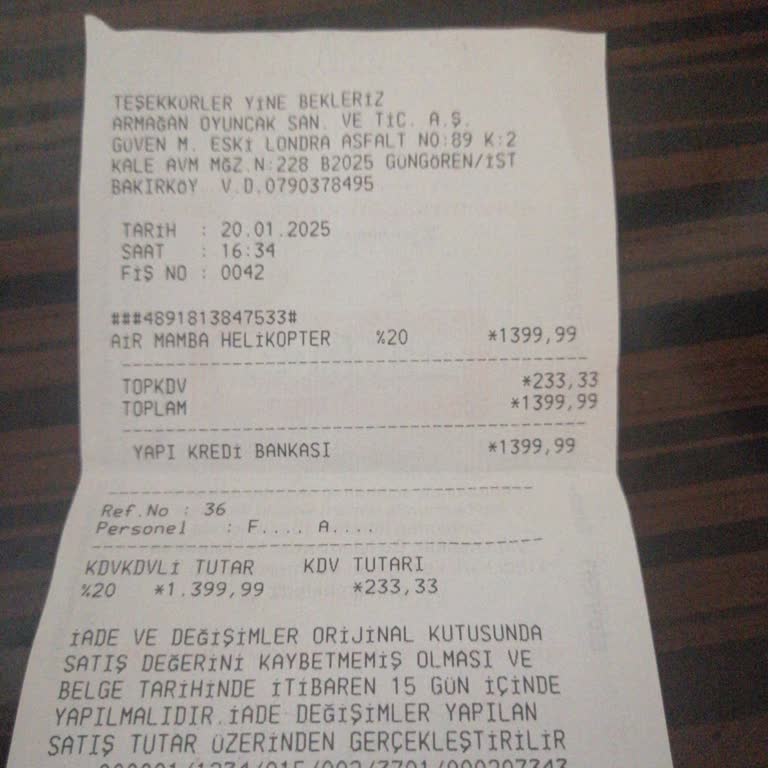 TEŞEKKÜRLER YİNE BEKLERİZ
ARMAĞAN OYUNCAK SAN. VE TİC. A.Ş.
GÜVEN M. ESKİ LONDRA ASFALT NO:89 K:2
KALE AVM MĞZ.N:228 B2025 GÜNGÖREN/İST
BAKIRKÖY V.D.0790378495
TARİH : 20.01.2025
SAAT : 16:34
FİŞ NO : 0042
###4891813847533#
AİR MAMBA HELİKOPTER %20 *1399,99
TOPKDV *233,33
TOPLAM *1399,99
YAPI KREDİ BANKASI *1399,99
Ref.No : 36
Personel : F.... A....
KDVKDVLİ TUTAR KDV TUTARI
%20 *1.399,99 *233,33
İADE VE DEĞİŞİMLER ORİJİNAL KUTUSUNDA
SATIŞ DEĞERİNİ KAYBETMEMİŞ OLMASI VE
BELGE TARİHİNDE İTİBAREN 15 GÜN İÇİNDE
YAPILMALIDIR.İADE DEĞİŞİMLER YAPILAN
SATIŞ TUTAR ÜZERİNDEN GERÇEKLEŞTİRİLİR